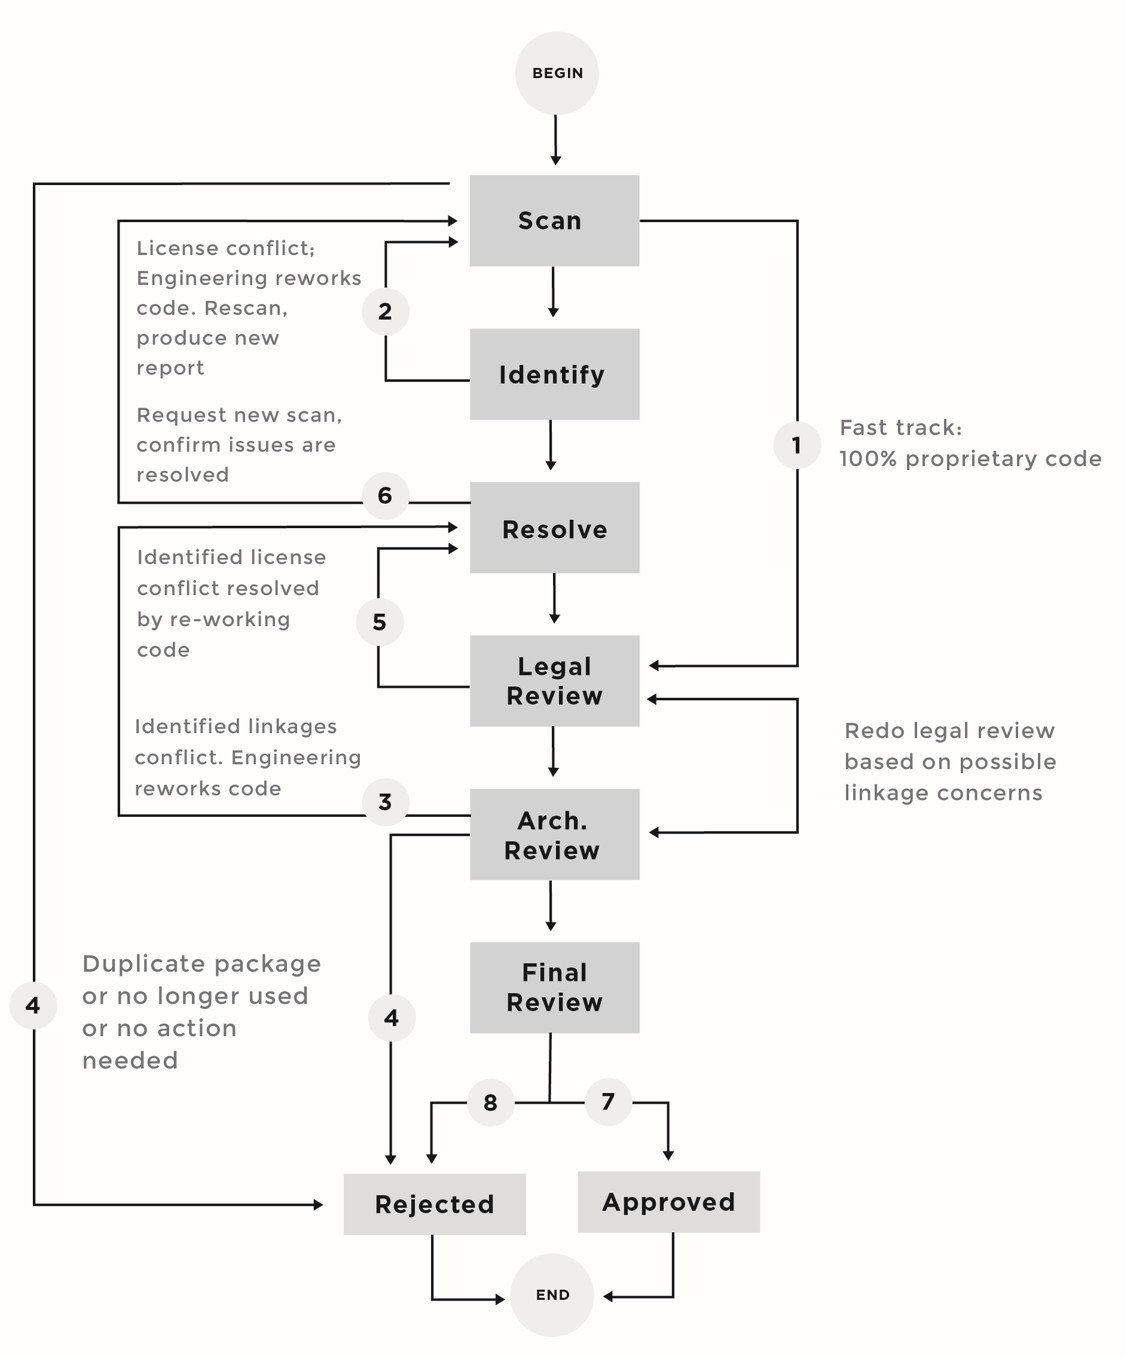 BEGIN
Scan
License conflict;
Engineering reworks
code. Rescan,
produce new
report
2
Identify
Request new scan,
confirm issues are
resolved
1
Fast track:
100% proprietary code
6
Resolve
Identified license
conflict resolved
by re-working
code
5
Legal
Review
Identified linkages
conflict. Engineering
reworks code
Redo legal review
based on possible
linkage concerns
3
Arch.
Review
Final
Review
4
Duplicate package
or no longer used
or no action
needed
4
8
7
Rejected
Approved
END